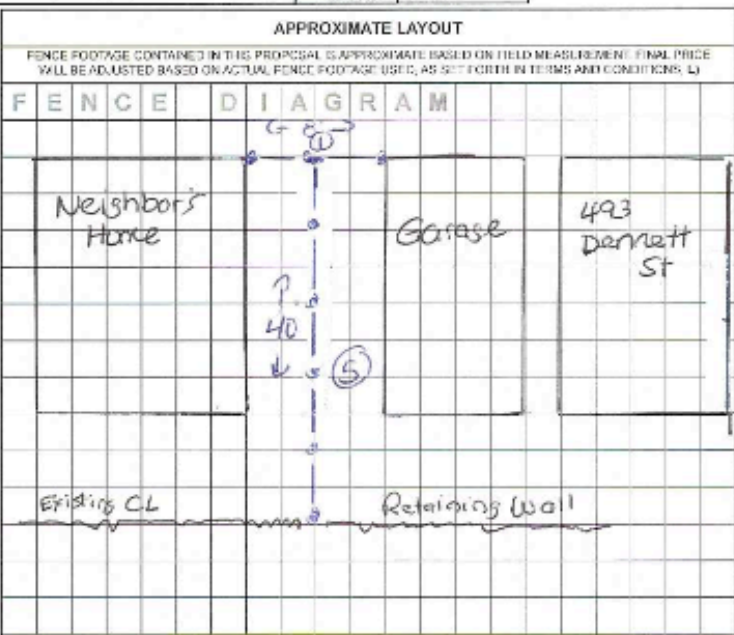 APPROXIMATE LAYOUT
FENCE FOOTAGE CONTAINED IN THIS PROPOSAL IS APPROXIMATE BASED ON FIELD MEASUREMENT. FINAL PRICE
WILL BE ADJUSTED BASED ON ACTUAL FENCE FOOTAGE USED, AS SET FORTH IN TERMS AND CONDITIONS,
FENCE DIAGRAM
1
Neighbor's
Home
Garage
493
Dennett
St
40
5
Existing CL
Retaining Wall